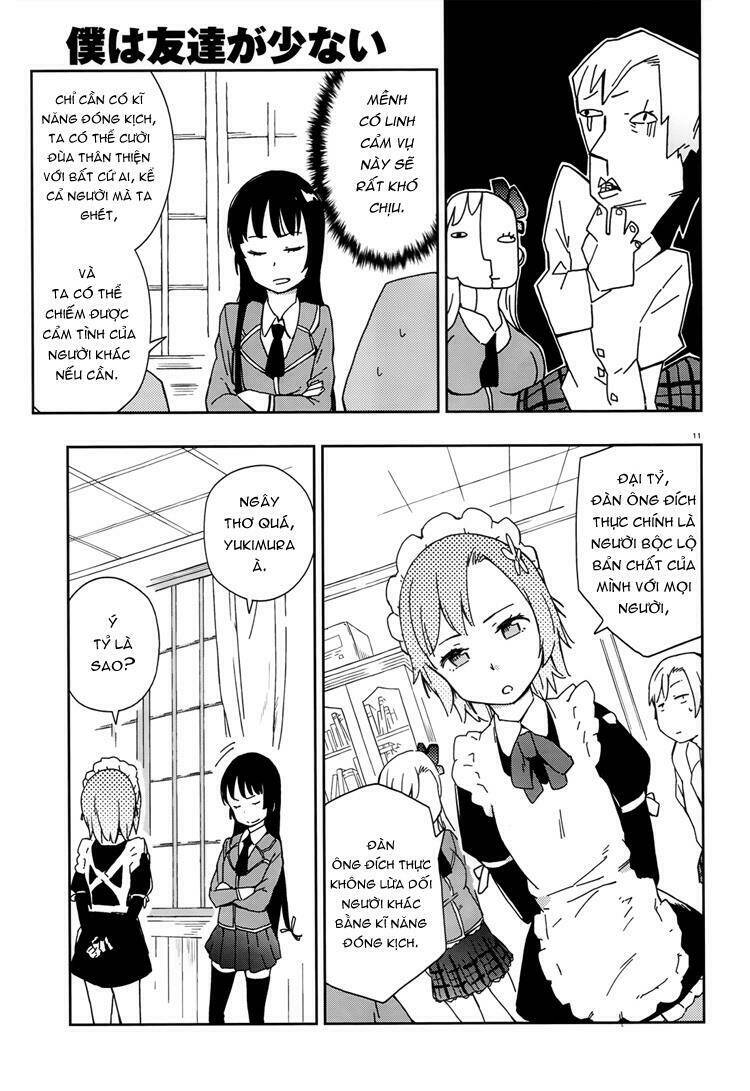 僕は友達が少ない
MÌNH
CÓ LINH
CẢM VỤ
NÀY SẼ
RẤT KHÓ
CHỊU.
CHỈ CẦN CÓ KĨ
NĂNG ĐÓNG KỊCH,
TA CÓ THỂ CƯỜI
ĐÙA THÂN THIỆN
VỚI BẤT CỨ AI, KỂ
CẢ NGƯỜI MÀ TA
GHÉT,
VÀ
TA CÓ THỂ
CHIẾM ĐƯỢC
CẢM TÌNH CỦA
NGƯỜI KHÁC
NẾU CẦN.
11
ĐẠI TỶ,
ĐÀN ÔNG ĐÍCH
THỰC CHÍNH LÀ
NGƯỜI BỘC LỘ
BẢN CHẤT CỦA
MÌNH VỚI MỌI
NGƯỜI,
ĐÀN
ÔNG ĐÍCH THỰC
KHÔNG LỪA DỐI
NGƯỜI KHÁC
BẰNG KĨ NĂNG
ĐÓNG KỊCH.
NGÂY
THƠ QUÁ,
YUKIMURA
À.
Ý
TỶ LÀ
SAO?